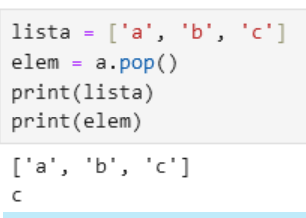 lista = ['a', 'b', 'c']
elem = a.pop()
print(lista)
print(elem)
['a', 'b', 'c']
c